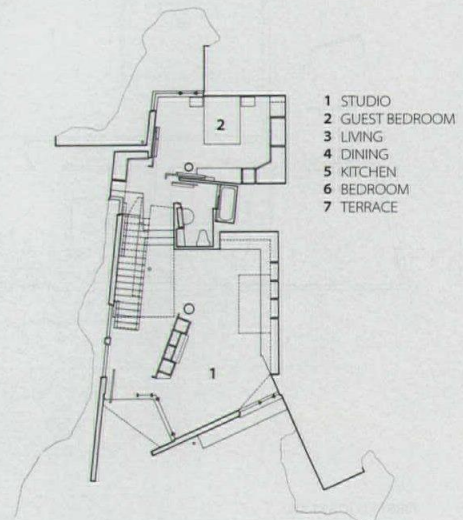 1 STUDIO
2 GUEST BEDROOM
3 LIVING
4 DINING
5 KITCHEN
6 BEDROOM
7 TERRACE
2
1